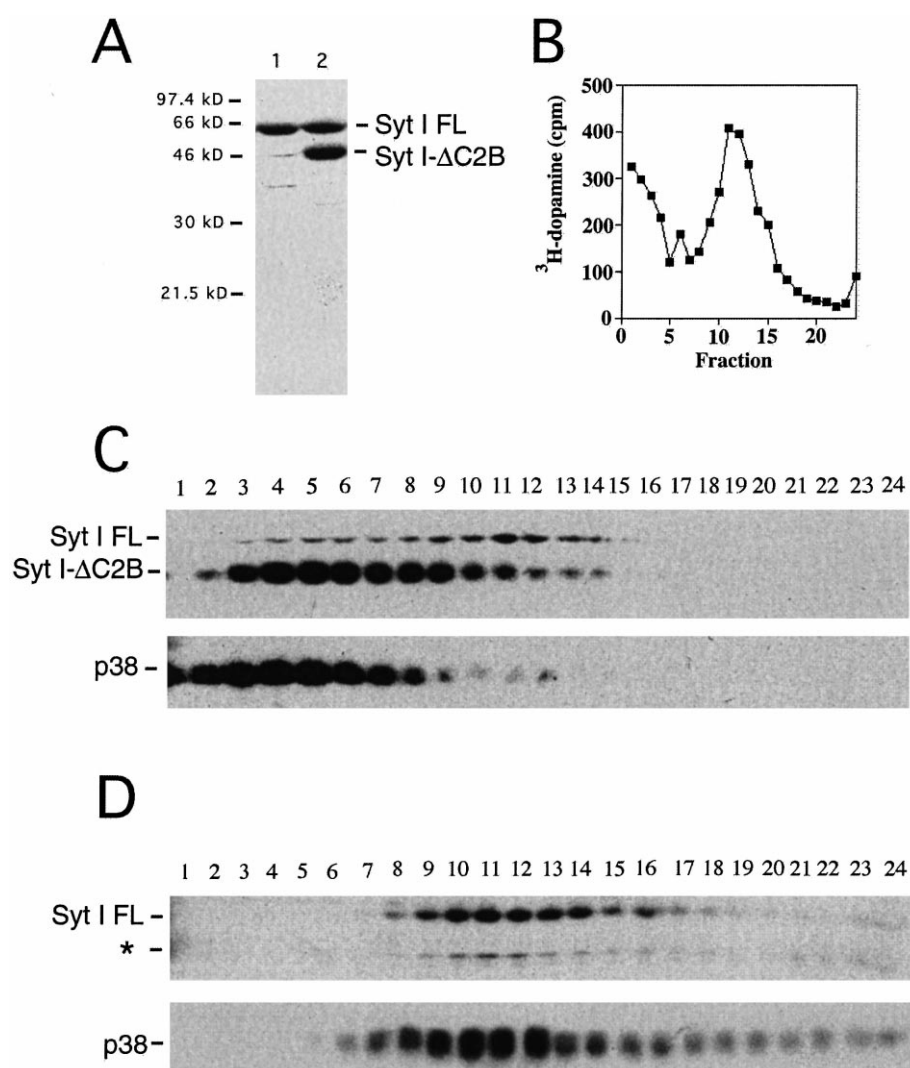 A
1 2
97.4 kD
66 kD
46 kD
30 kD
21.5 kD
Syt I FL
Syt I-ΔC2B
B
³H-dopamine (cpm)
500
400
300
200
100
0
0 5 10 15 20
Fraction
C
1 2 3 4 5 6 7 8 9 10 11 12 13 14 15 16 17 18 19 20 21 22 23 24
Syt I FL
Syt I-ΔC2B
p38
D
1 2 3 4 5 6 7 8 9 10 11 12 13 14 15 16 17 18 19 20 21 22 23 24
Syt I FL
*
p38